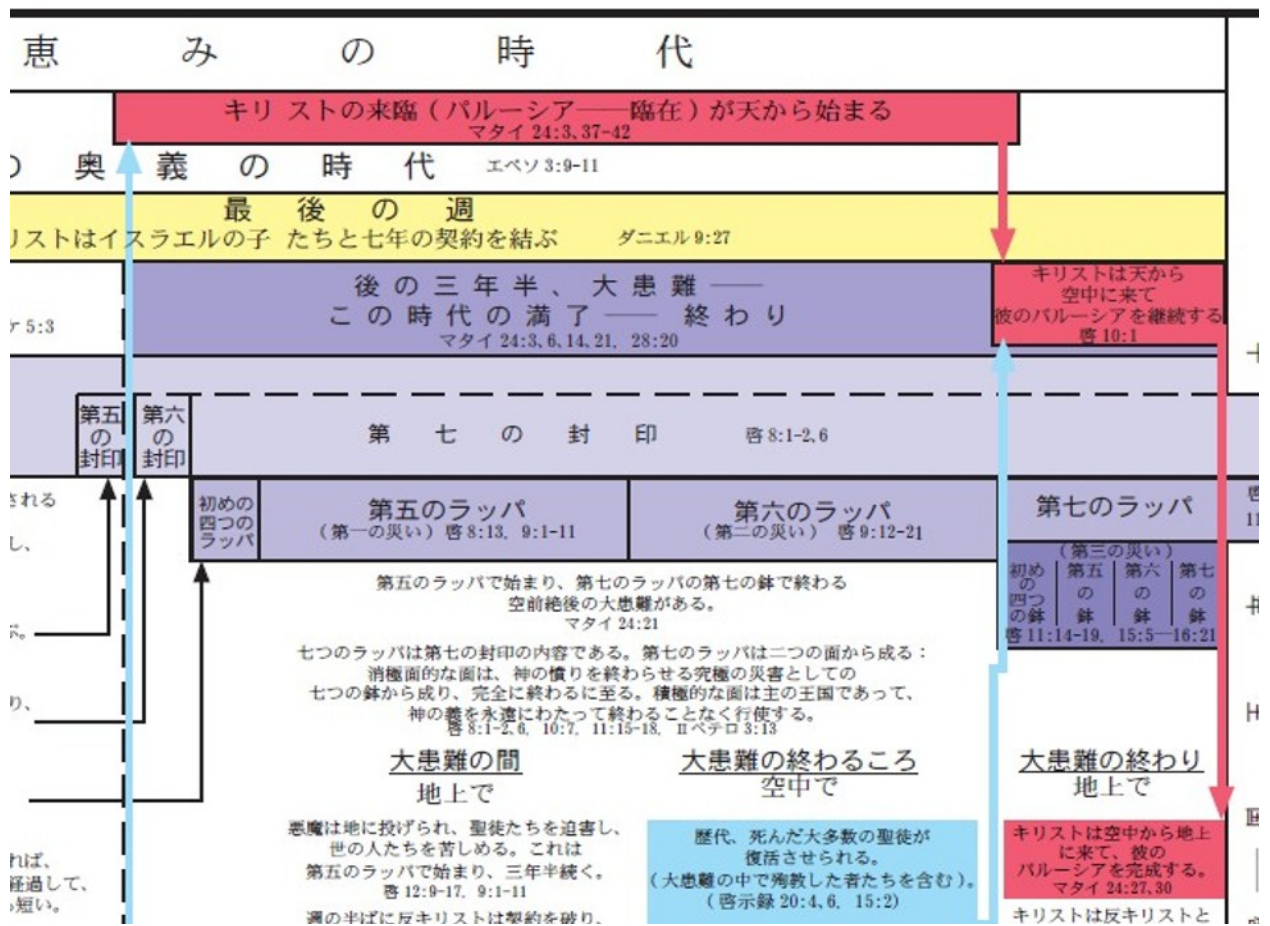 恵みの時代
キリストの来臨(パルーシア——臨在)が天から始まる
マタイ 24:3、37-42
の奥義の時代 エペソ 3:9-11
最後の週
リストはイスラエルの子たちと七年の契約を結ぶ ダニエル 9:27
後の三年半、大患難——
この時代の満了——終わり
マタイ 24:3、6、14、21、28:20
キリストは天から
空中に来て
彼のパルーシアを継続する
啓 10:1
5:3
第五
の
封印
第六
の
封印
第七の封印 啓 8:1-2、6
初めの
四つの
ラッパ
第五のラッパ
(第一の災い)啓 8:13、9:1-11
第六のラッパ
(第二の災い) 啓 9:12-21
第七のラッパ
(第三の災い)
初め
の
四つ
の鉢
第五
の
鉢
第六
の
鉢
第七
の
鉢
啓 11:14-19、15:5—16:21
される
し、
り、
れば、
経過して、
短い。
第五のラッパで始まり、第七のラッパの第七の鉢で終わる
空前絶後の大患難がある。
マタイ 24:21
七つのラッパは第七の封印の内容である。第七のラッパは二つの面から成る:
消極面的な面は、神の憤りを終わらせる究極の災害としての
七つの鉢から成り、完全に終わるに至る。積極的な面は主の王国であって、
神の義を永遠にわたって終わることなく行使する。
啓 8:1-2、6、10:7、11:15-18、Ⅱペテロ 3:13
大患難の間
地上で
悪魔は地に投げられ、聖徒たちを迫害し、
世の人たちを苦しめる。これは
第五のラッパで始まり、三年半続く。
啓 12:9-17、9:1-11
週の半ばに反キリストは契約を破り、
大患難の終わるころ
空中で
歴代、死んだ大多数の聖徒が
復活させられる。
(大患難の中で殉教した者たちを含む)。
(啓示録 20:4、6、15:2)
大患難の終わり
地上で
キリストは空中から地上
に来て、彼の
パルーシアを完成する。
マタイ 24:27、30
キリストは反キリストと